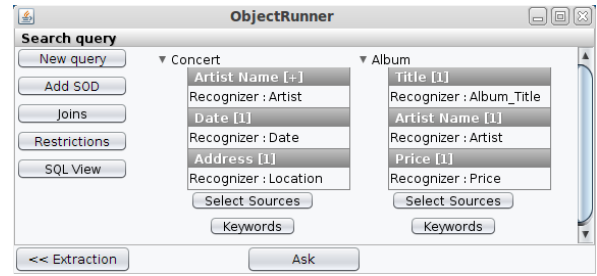 ObjectRunner
Search query
New query
Add SOD
Joins
Restrictions
SQL View
Concert
Artist Name [+]
Recognizer : Artist
Date [1]
Recognizer : Date
Address [1]
Recognizer : Location
Select Sources
Keywords
Album
Title [1]
Recognizer : Album_Title
Artist Name [1]
Recognizer : Artist
Price [1]
Recognizer : Price
Select Sources
Keywords
<< Extraction
Ask